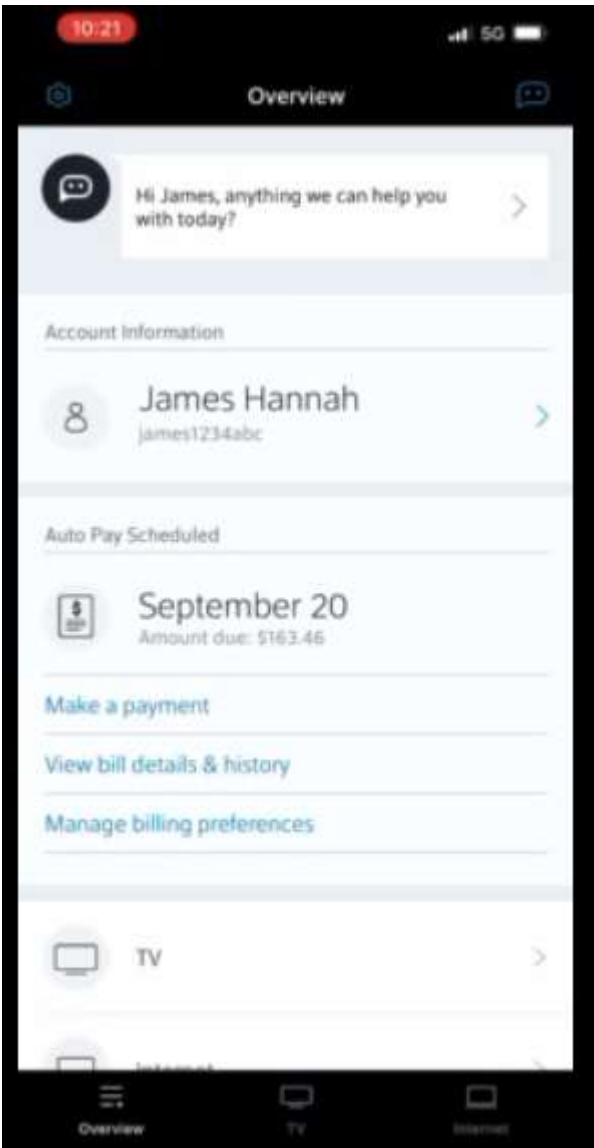 10:21
5G
Overview
Hi James, anything we can help you
with today?
Account Information
James Hannah
james1234abc
Auto Pay Scheduled
September 20
Amount due: $163.46
Make a payment
View bill details & history
Manage billing preferences
TV
Internet
Overview
TV
Internet